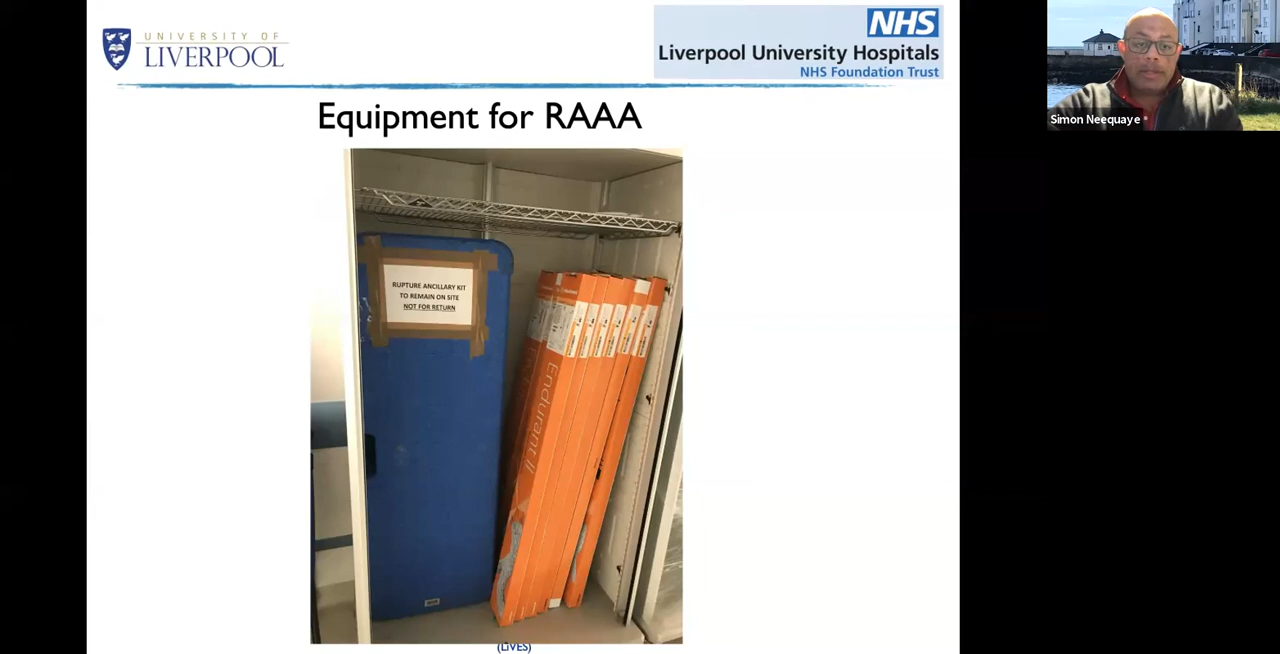 UNIVERSITY OF
LIVERPOOL
NHS
Liverpool University Hospitals
NHS Foundation Trust
Equipment for RAAA
RUPTURE ANCILLARY KIT
TO REMAIN ON SITE
NOT FOR RETURN
Endurant II
(LiVES)
Simon Neequaye